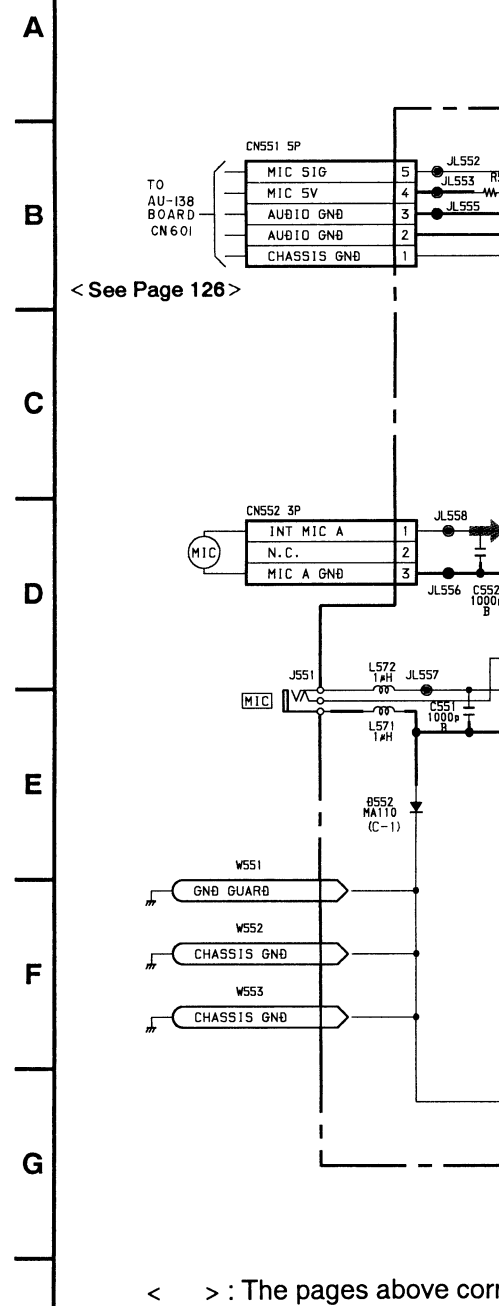 A
CN551 5P
MIC SIG 5 JL552
TO MIC 5V 4 JL553
AU-138
B BOARD AUDIO GND 3 JL555
CN601 AUDIO GND 2
CHASSIS GND 1
<See Page 126>
C
CN552 3P
JL558
INT MIC A 1
MIC N.C. 2
MIC A GND 3
D JL556 C552
1000p
B
L572
1μH
JL557
J551
MIC
C551
1000p
B
L571
1μH
E
D552
MA110
(C-1)
W551
GND GUARD
W552
F CHASSIS GND
W553
CHASSIS GND
G
< > : The pages above corr